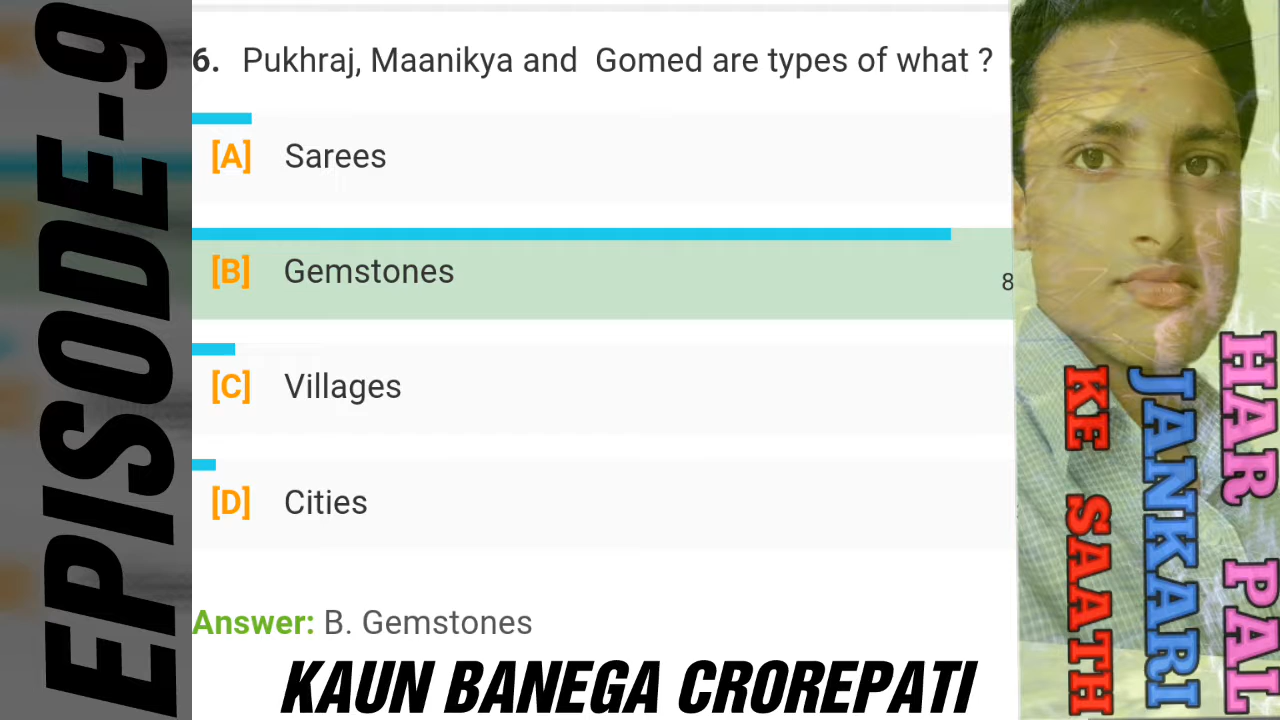 EPISODE-9
6. Pukhraj, Maanikya and Gomed are types of what ?
[A] Sarees
[B] Gemstones
8
[C] Villages
[D] Cities
Answer: B. Gemstones
KAUN BANEGA CROREPATI
HAR PAL
JANKARI
KE SAATH